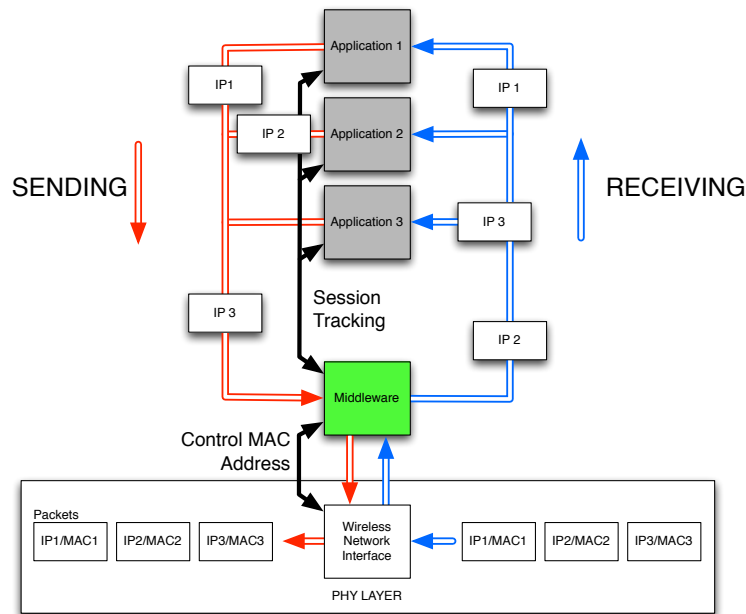 Application 1
IP1
IP 1
IP 2
Application 2
SENDING
RECEIVING
Application 3
IP 3
IP 3
Session
Tracking
IP 2
Middleware
Control MAC
Address
Packets
IP1/MAC1
IP2/MAC2
IP3/MAC3
Wireless
Network
Interface
IP1/MAC1
IP2/MAC2
IP3/MAC3
PHY LAYER